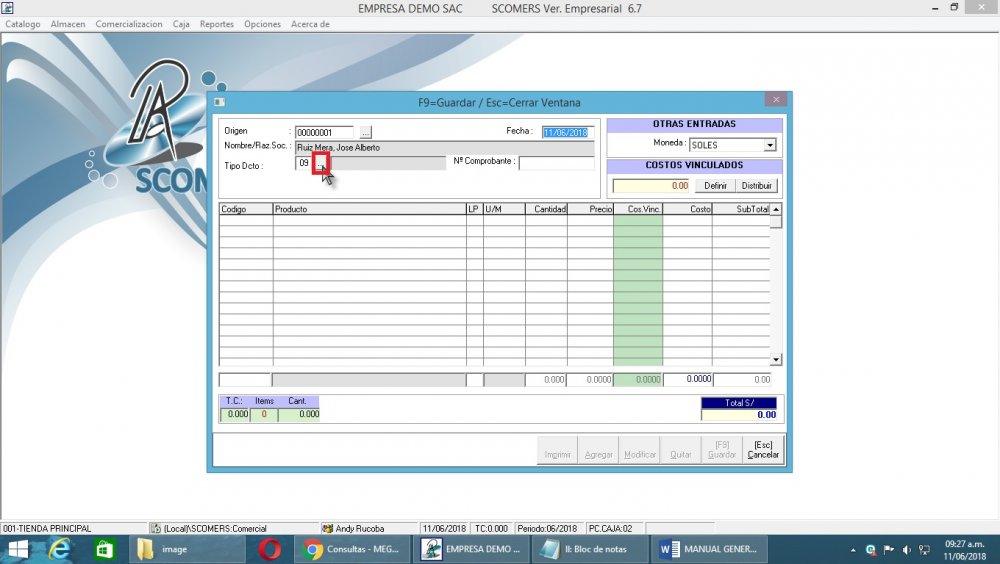 EMPRESA DEMO SAC SCOMERS Ver. Empresarial 6.7
Catalogo Almacen Comercializacion Caja Reportes Opciones Acerca de
F9=Guardar / Esc=Cerrar Ventana
Origen : 00000001 ... Fecha : 11/06/2018
Nombre/Raz.Soc. : Ruiz Mera, Jose Alberto
Tipo Dcto : 09 ... Nº Comprobante :
OTRAS ENTRADAS
Moneda : SOLES
COSTOS VINCULADOS
0.00 Definir Distribuir
Codigo Producto LP U/M Cantidad Precio Cos.Vinc. Costo SubTotal
0.000 0.0000 0.0000 0.0000 0.00
T.C.: Items Cant.
0.000 0 0.000
Total S/
0.00
Imprimir Agregar Modificar Quitar [F9] Guardar [Esc] Cancelar
SCOM
001-TIENDA PRINCIPAL (Local)\SCOMERS:Comercial Andy Rucoba 11/06/2018 TC:0.000 Periodo:06/2018 PC.CAJA:02
image Consultas - MEG... EMPRESA DEMO ... II: Bloc de notas MANUAL GENER...
09:27 a.m.
11/06/2018